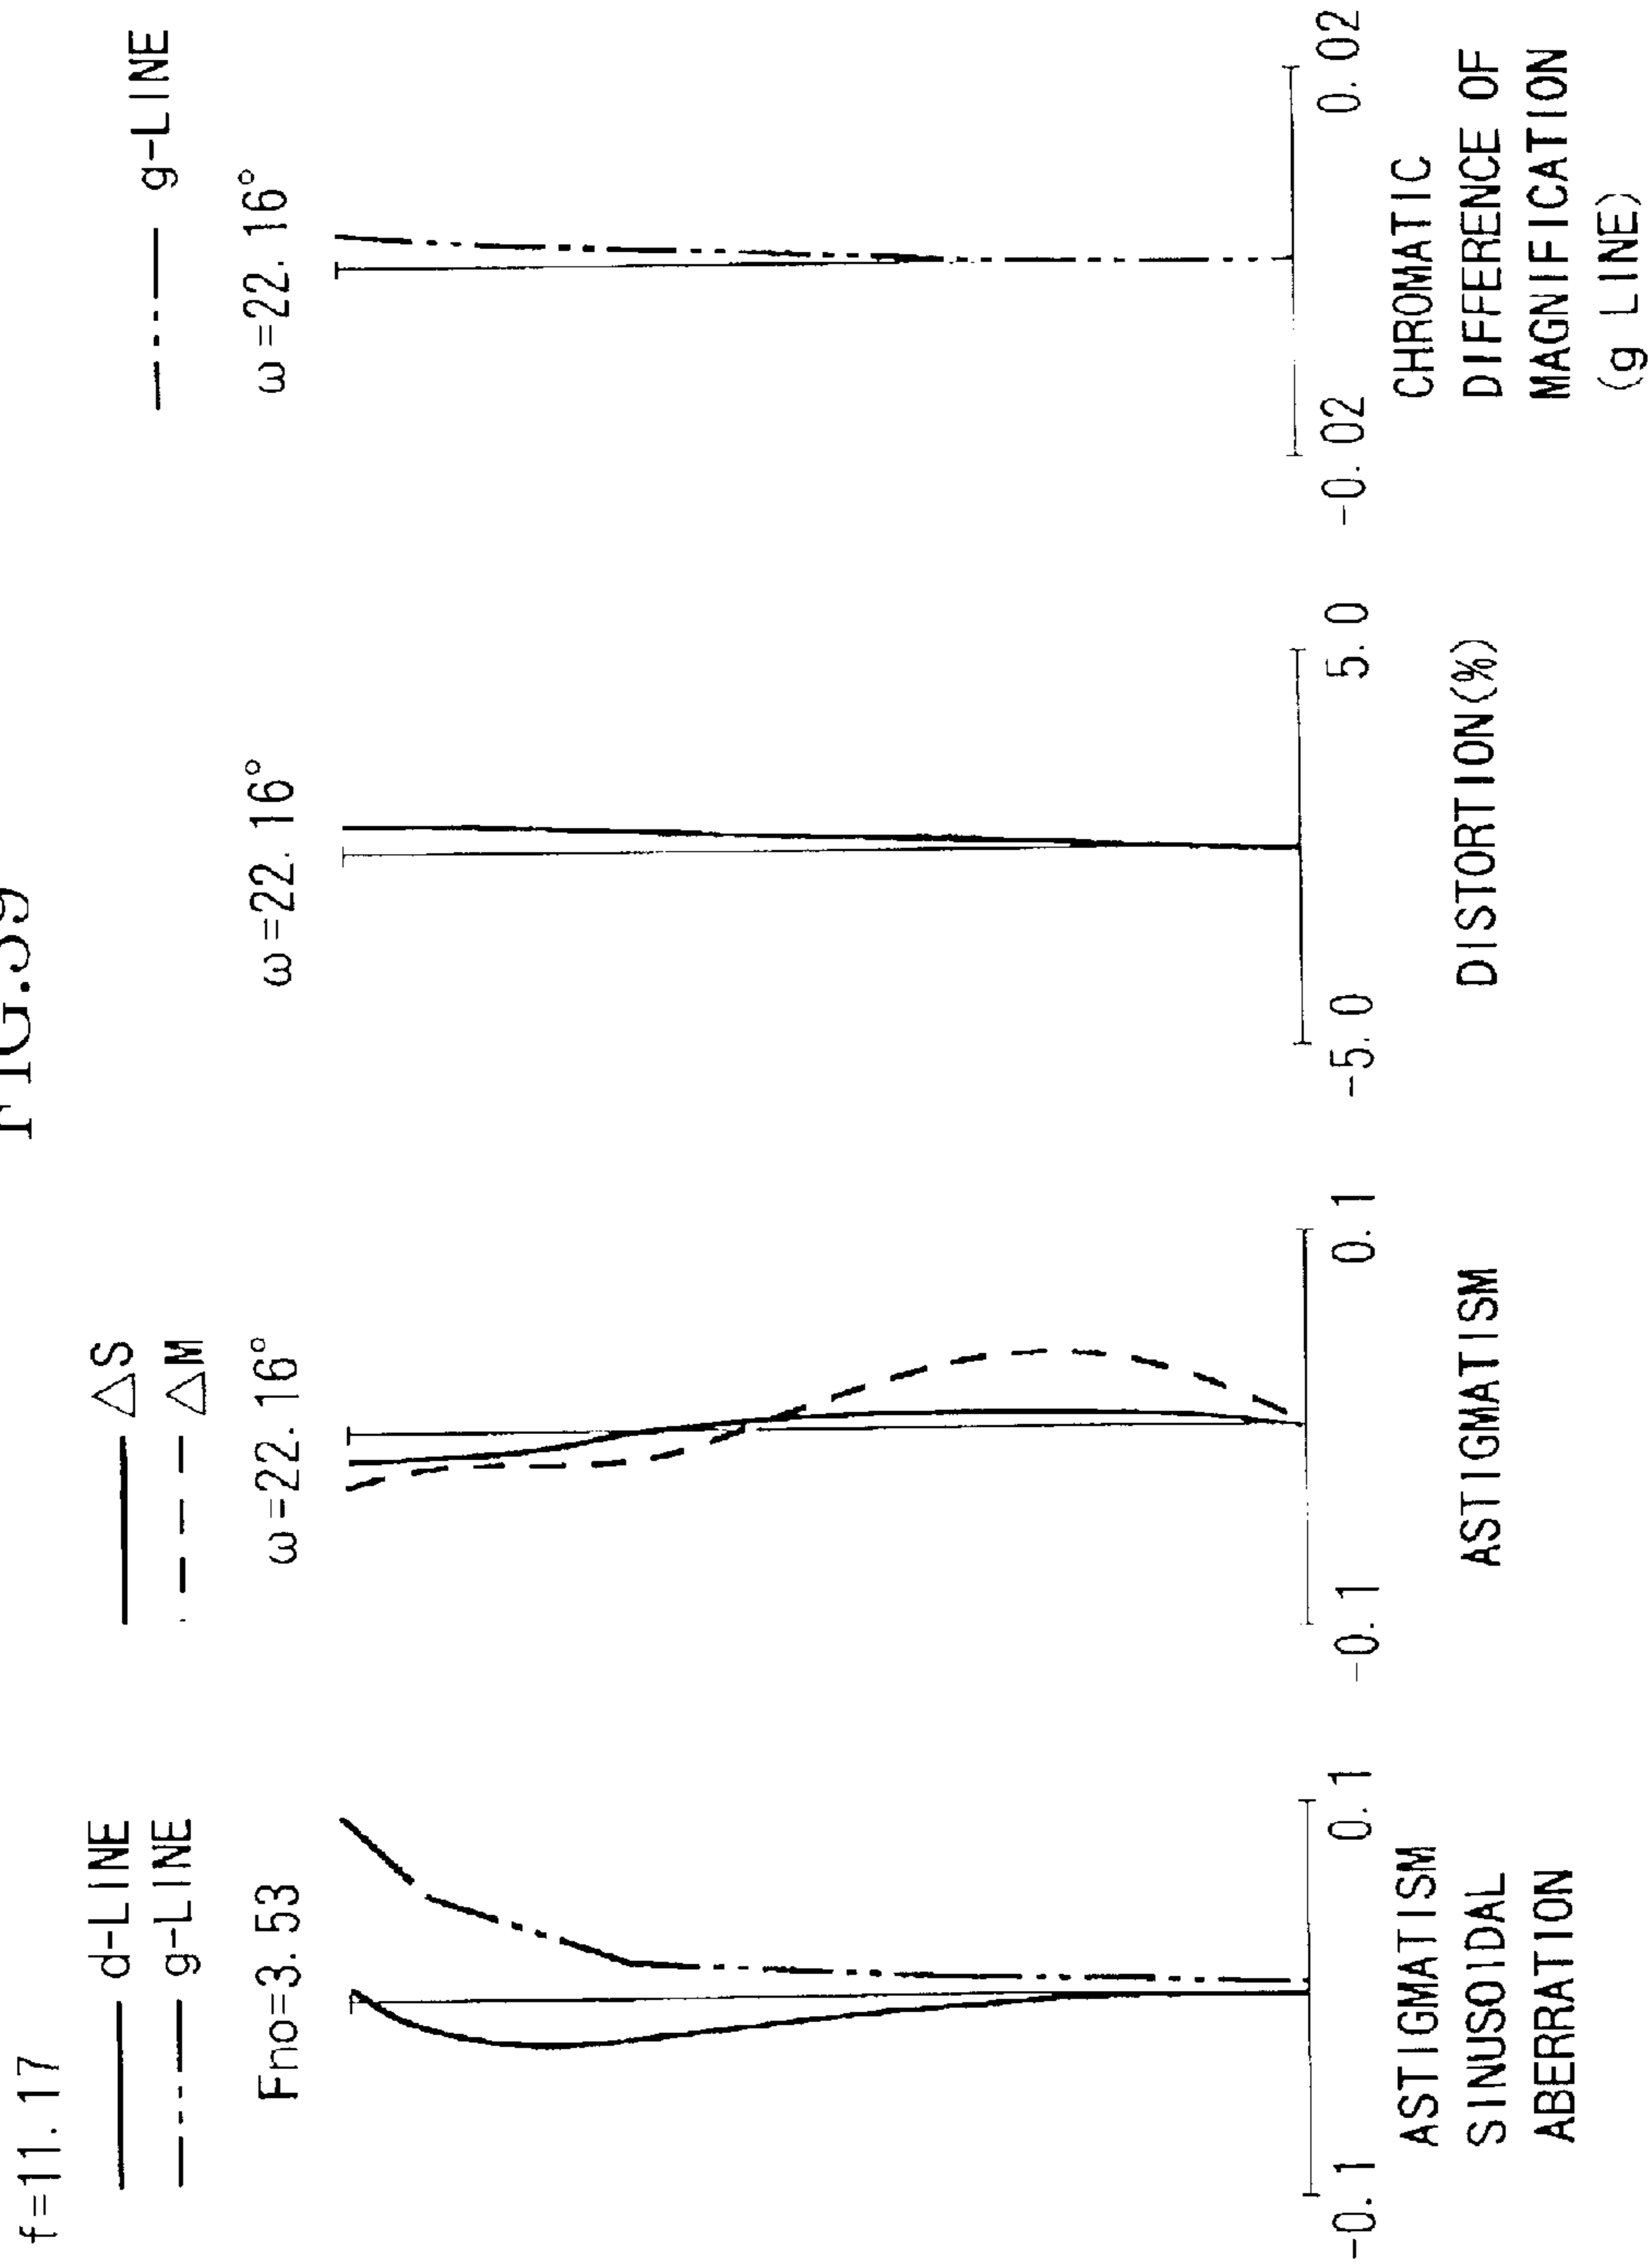 FIG.39
f=11.17
d-LINE
g-LINE
Fno=3.53
-0.1
0.1
ASTIGMATISM
SINUSOIDAL
ABERRATION
△S
△M
ω=22.16°
-0.1
0.1
ASTIGMATISM
ω=22.16°
-5.0
5.0
DISTORTION(%)
g-LINE
ω=22.16°
-0.02
0.02
CHROMATIC
DIFFERENCE OF
MAGNIFICATION
(g LINE)